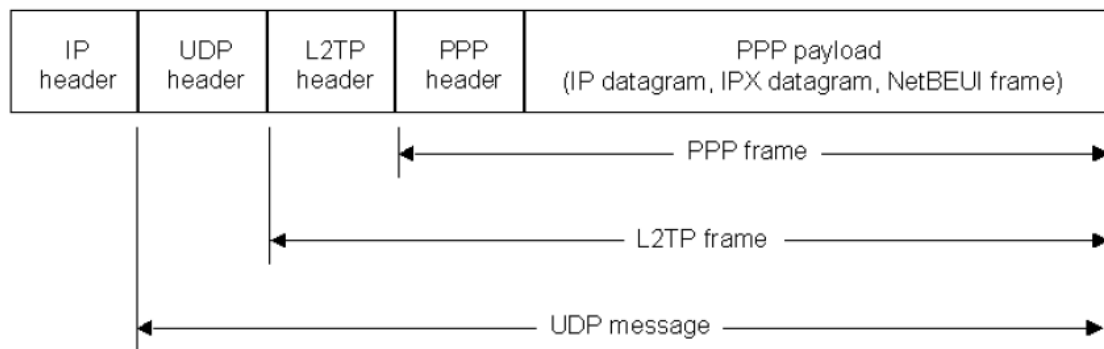 IP
header
UDP
header
L2TP
header
PPP
header
PPP payload
(IP datagram, IPX datagram, NetBEUI frame)
PPP frame
L2TP frame
UDP message